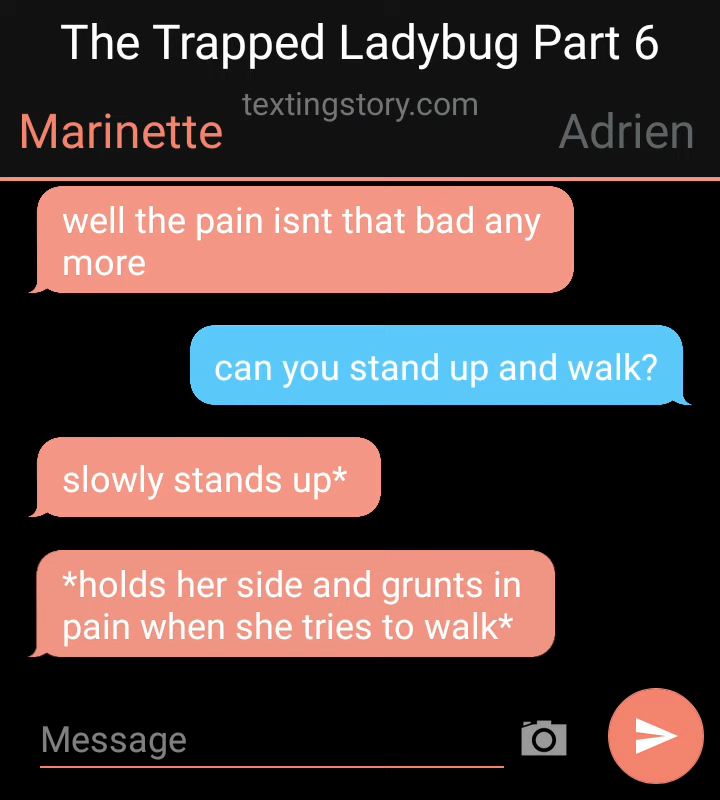 The Trapped Ladybug Part 6
textingstory.com
Marinette
Adrien
well the pain isnt that bad any
more
can you stand up and walk?
slowly stands up*
*holds her side and grunts in
pain when she tries to walk*
Message